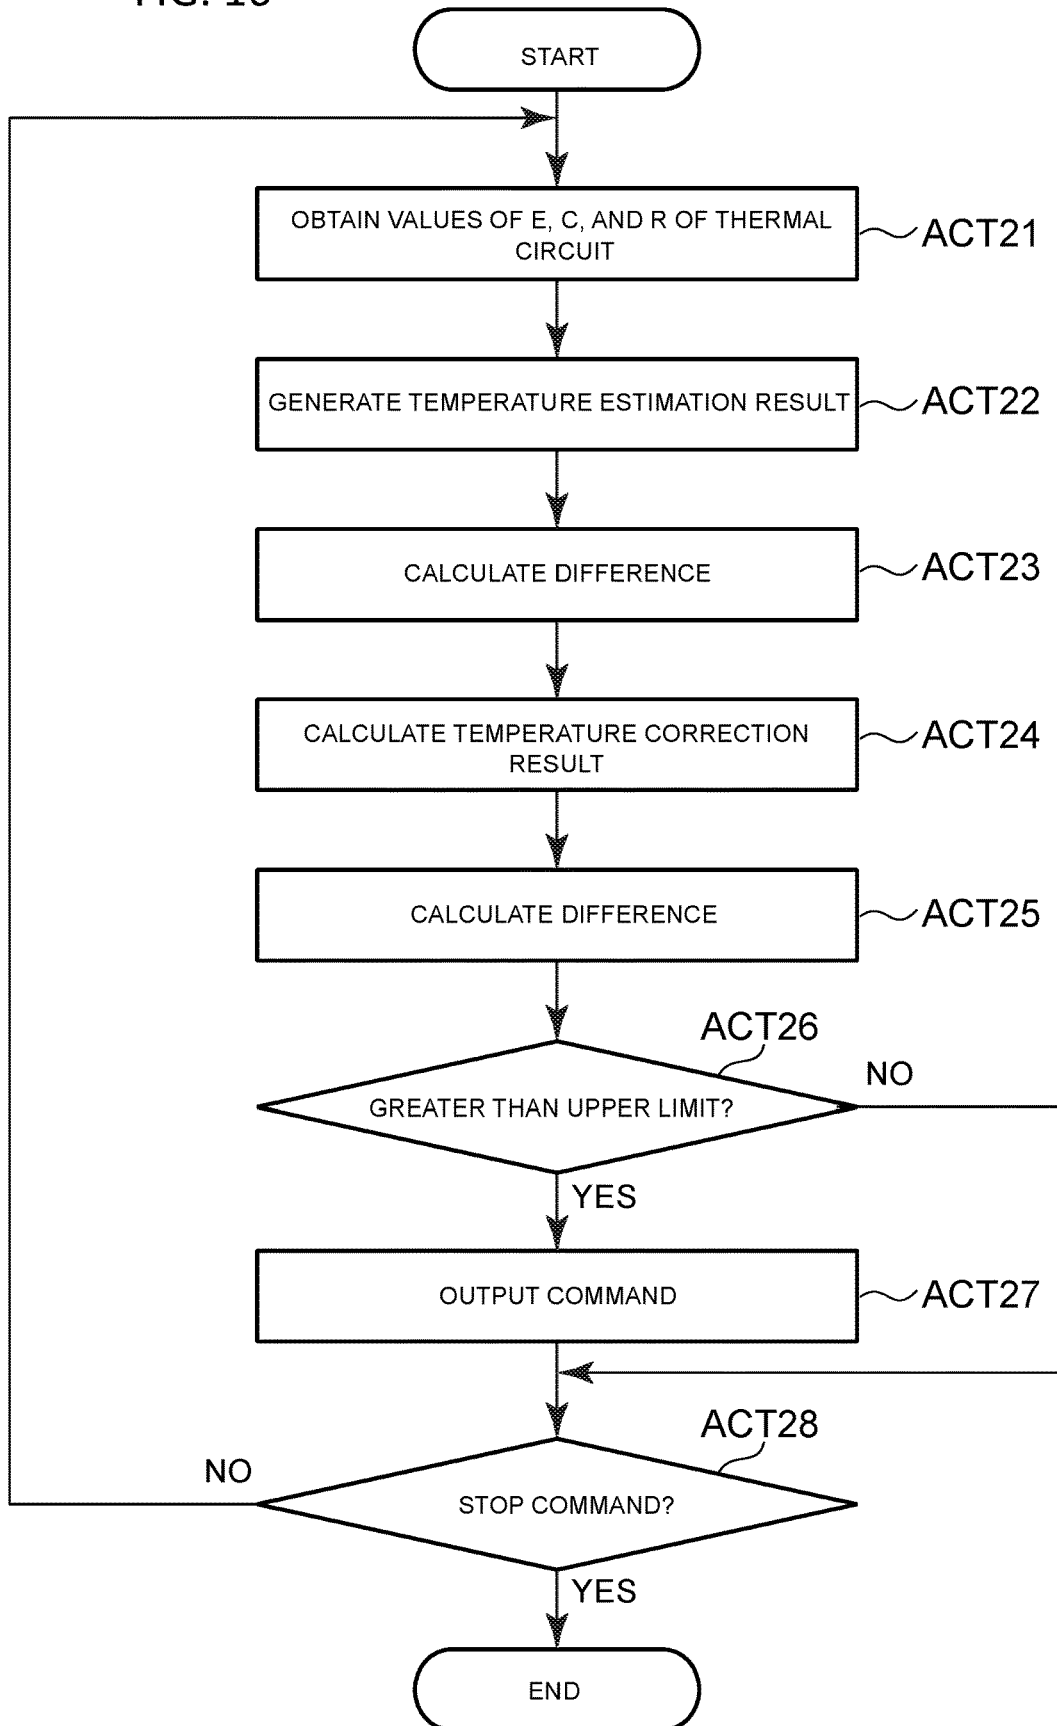 START
OBTAIN VALUES OF E, C, AND R OF THERMAL
CIRCUIT
ACT21
GENERATE TEMPERATURE ESTIMATION RESULT
ACT22
CALCULATE DIFFERENCE
ACT23
CALCULATE TEMPERATURE CORRECTION
RESULT
ACT24
CALCULATE DIFFERENCE
ACT25
ACT26
GREATER THAN UPPER LIMIT?
NO
YES
OUTPUT COMMAND
ACT27
ACT28
NO
STOP COMMAND?
YES
END